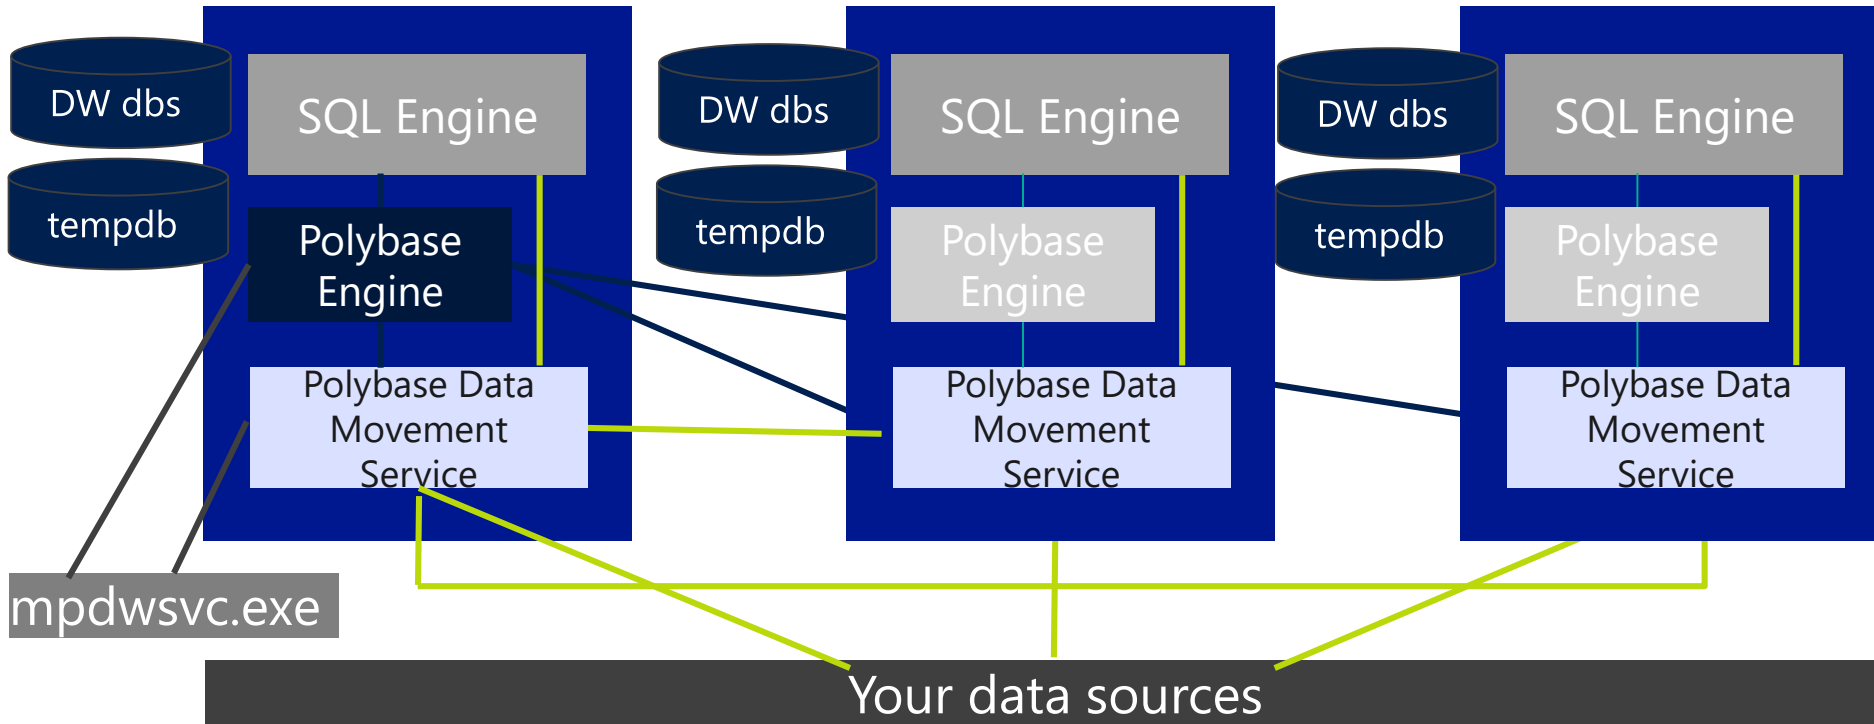 DW dbs
tempdb
SQL Engine
Polybase
Engine
Polybase Data
Movement
Service
DW dbs
tempdb
SQL Engine
Polybase
Engine
Polybase Data
Movement
Service
DW dbs
tempdb
SQL Engine
Polybase
Engine
Polybase Data
Movement
Service
mpdwsvc.exe
Your data sources